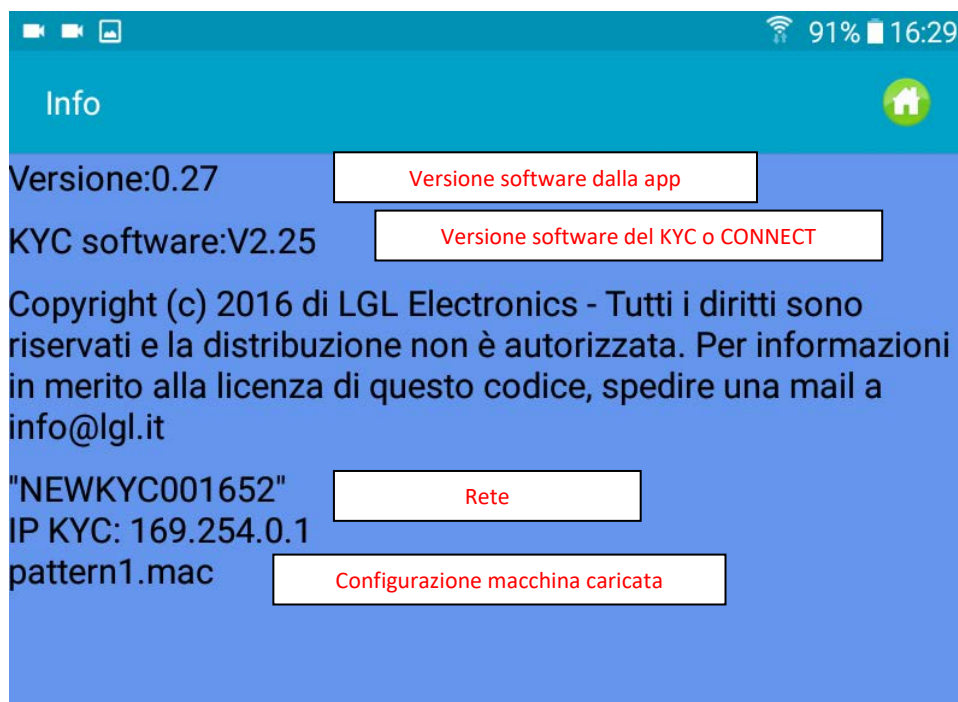 91% 16:29
Info
Versione:0.27
Versione software dalla app
KYC software:V2.25
Versione software del KYC o CONNECT
Copyright (c) 2016 di LGL Electronics - Tutti i diritti sono
riservati e la distribuzione non è autorizzata. Per informazioni
in merito alla licenza di questo codice, spedire una mail a
info@lgl.it
"NEWKYC001652"
Rete
IP KYC: 169.254.0.1
pattern1.mac
Configurazione macchina caricata